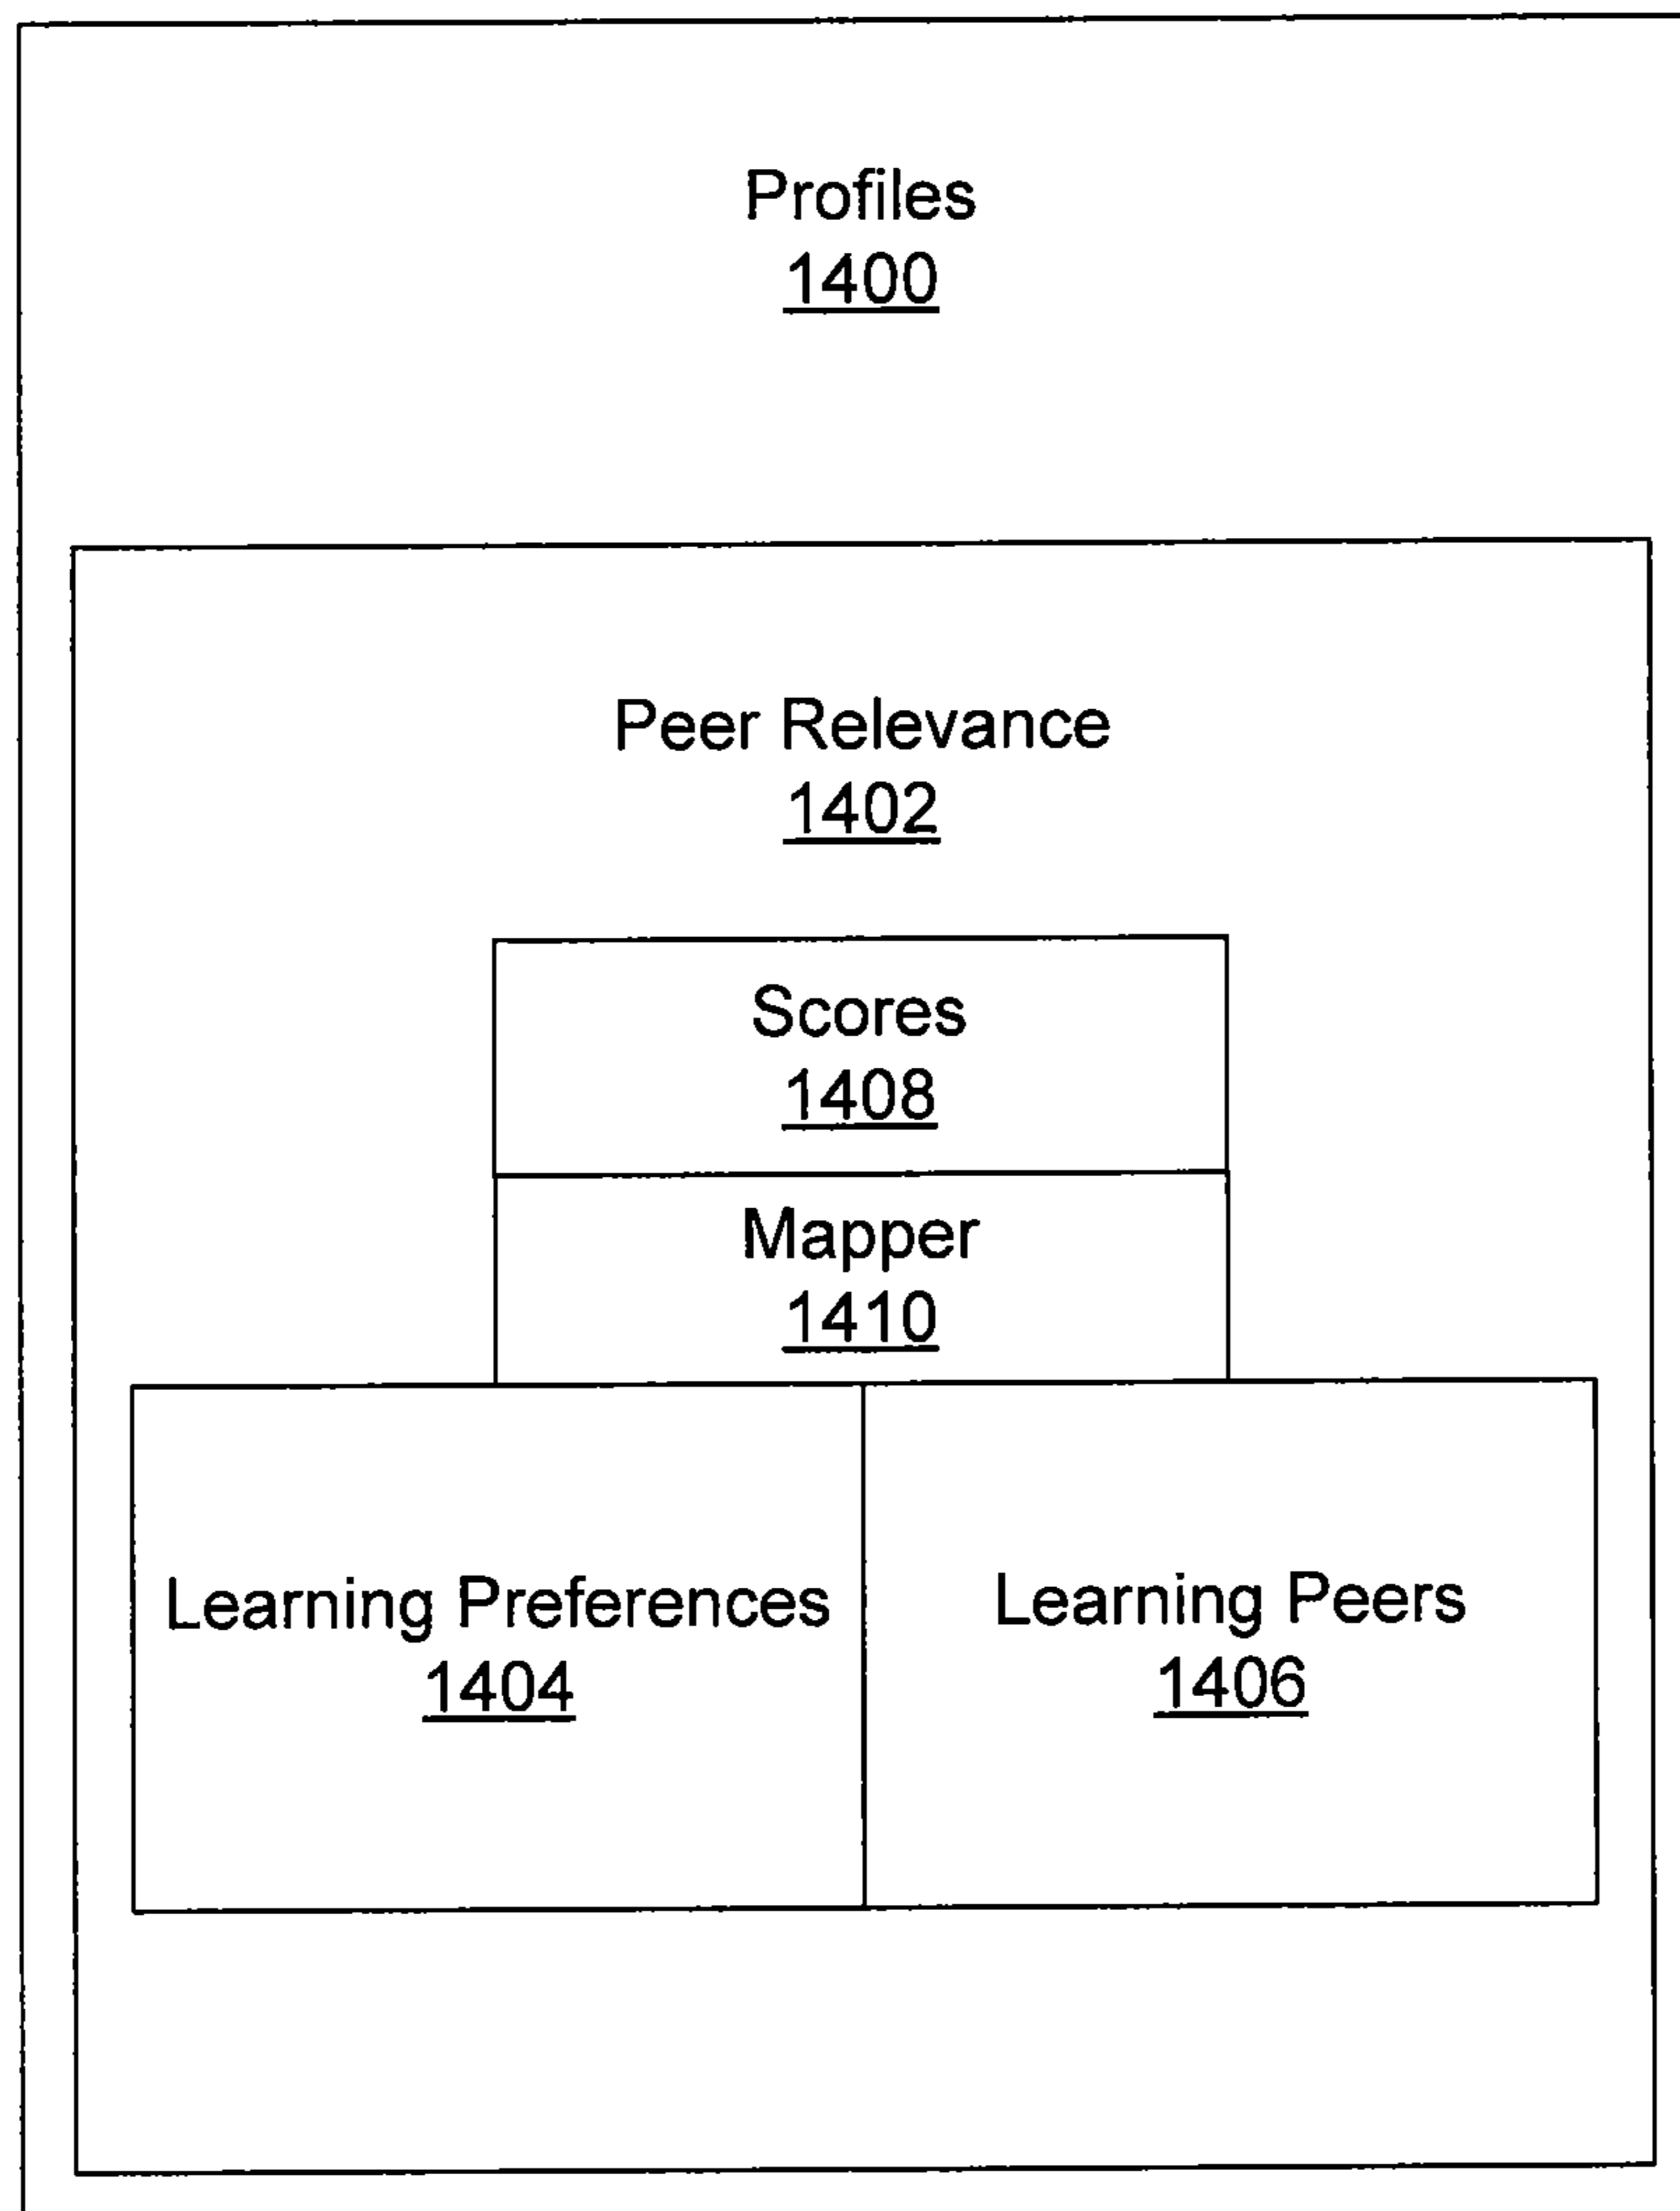 Profiles
1400
Peer Relevance
1402
Scores
1408
Mapper
1410
Learning Preferences
1404
Learning Peers
1406